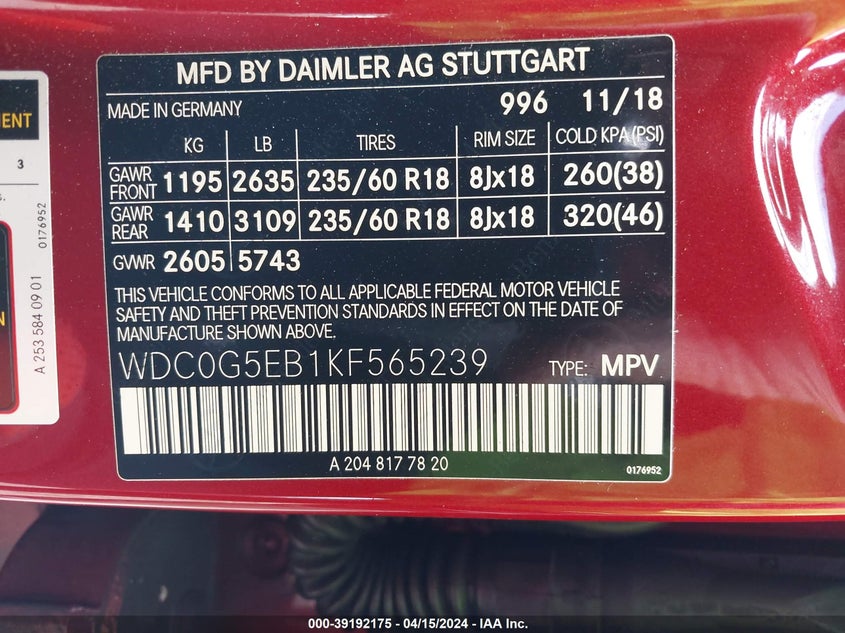 MFD BY DAIMLER AG STUTTGART
MADE IN GERMANY 996 11/18
KG LB TIRES RIM SIZE COLD KPA(PSI)
GAWR FRONT 1195 2635 235/60 R18 8Jx18 260(38)
GAWR REAR 1410 3109 235/60 R18 8Jx18 320(46)
GVWR 2605 5743
THIS VEHICLE CONFORMS TO ALL APPLICABLE FEDERAL MOTOR VEHICLE
SAFETY AND THEFT PREVENTION STANDARDS IN EFFECT ON THE DATE OF
MANUFACTURE SHOWN ABOVE.
WDC0G5EB1KF565239 TYPE: MPV
A 204 817 78 20 0176952
3
0176952
A 253 584 09 01
000-39192175 - 04/15/2024 - IAA Inc.